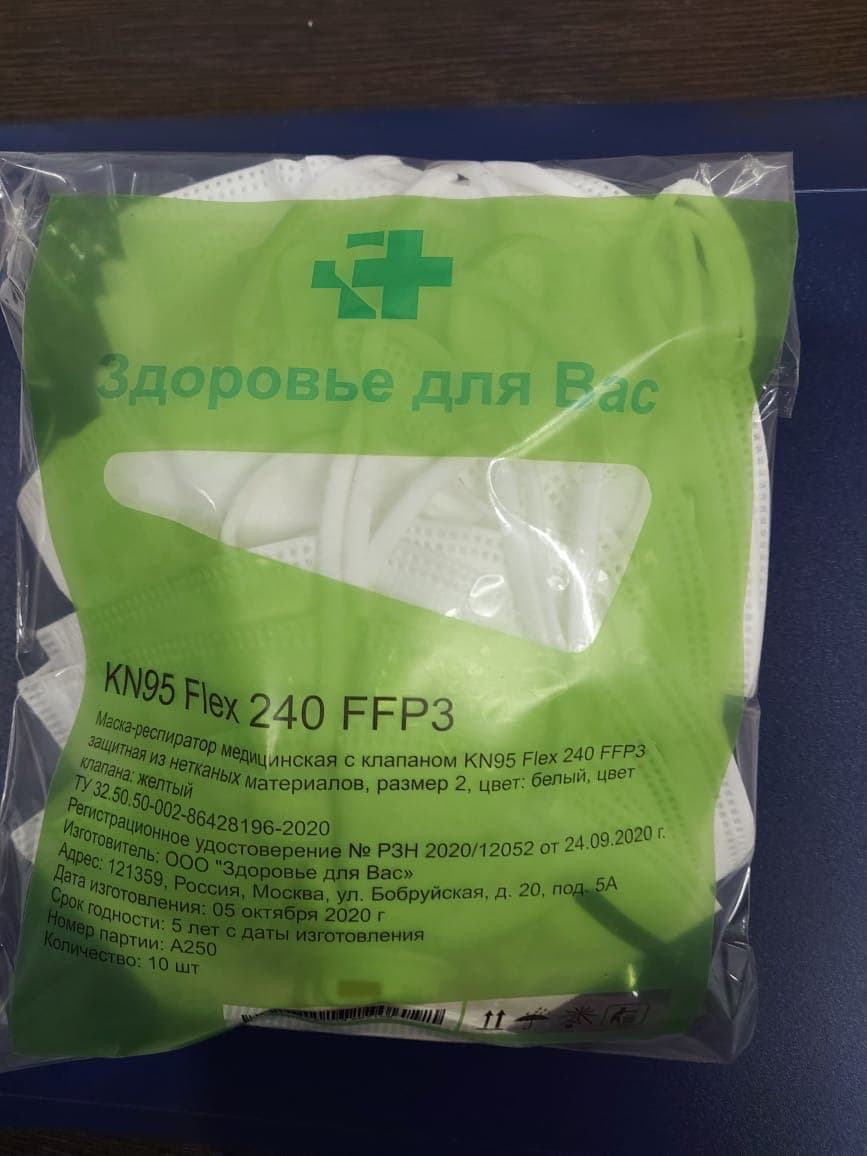 Здоровье для Вас
KN95 Flex 240 FFP3
Маска-респиратор медицинская с клапаном KN95 Flex 240 FFP3
защитная из нетканых материалов, размер 2, цвет: белый, цвет
клапана: желтый
ТУ 32.50.50-002-86428196-2020
Регистрационное удостоверение № РЗН 2020/12052 от 24.09.2020 г.
Изготовитель: ООО "Здоровье для Вас»
Адрес: 121359, Россия, Москва, ул. Бобруйская, д. 20, под. 5А
Дата изготовления: 05 октября 2020 г
Срок годности: 5 лет с даты изготовления
Номер партии: А250
Количество: 10 шт